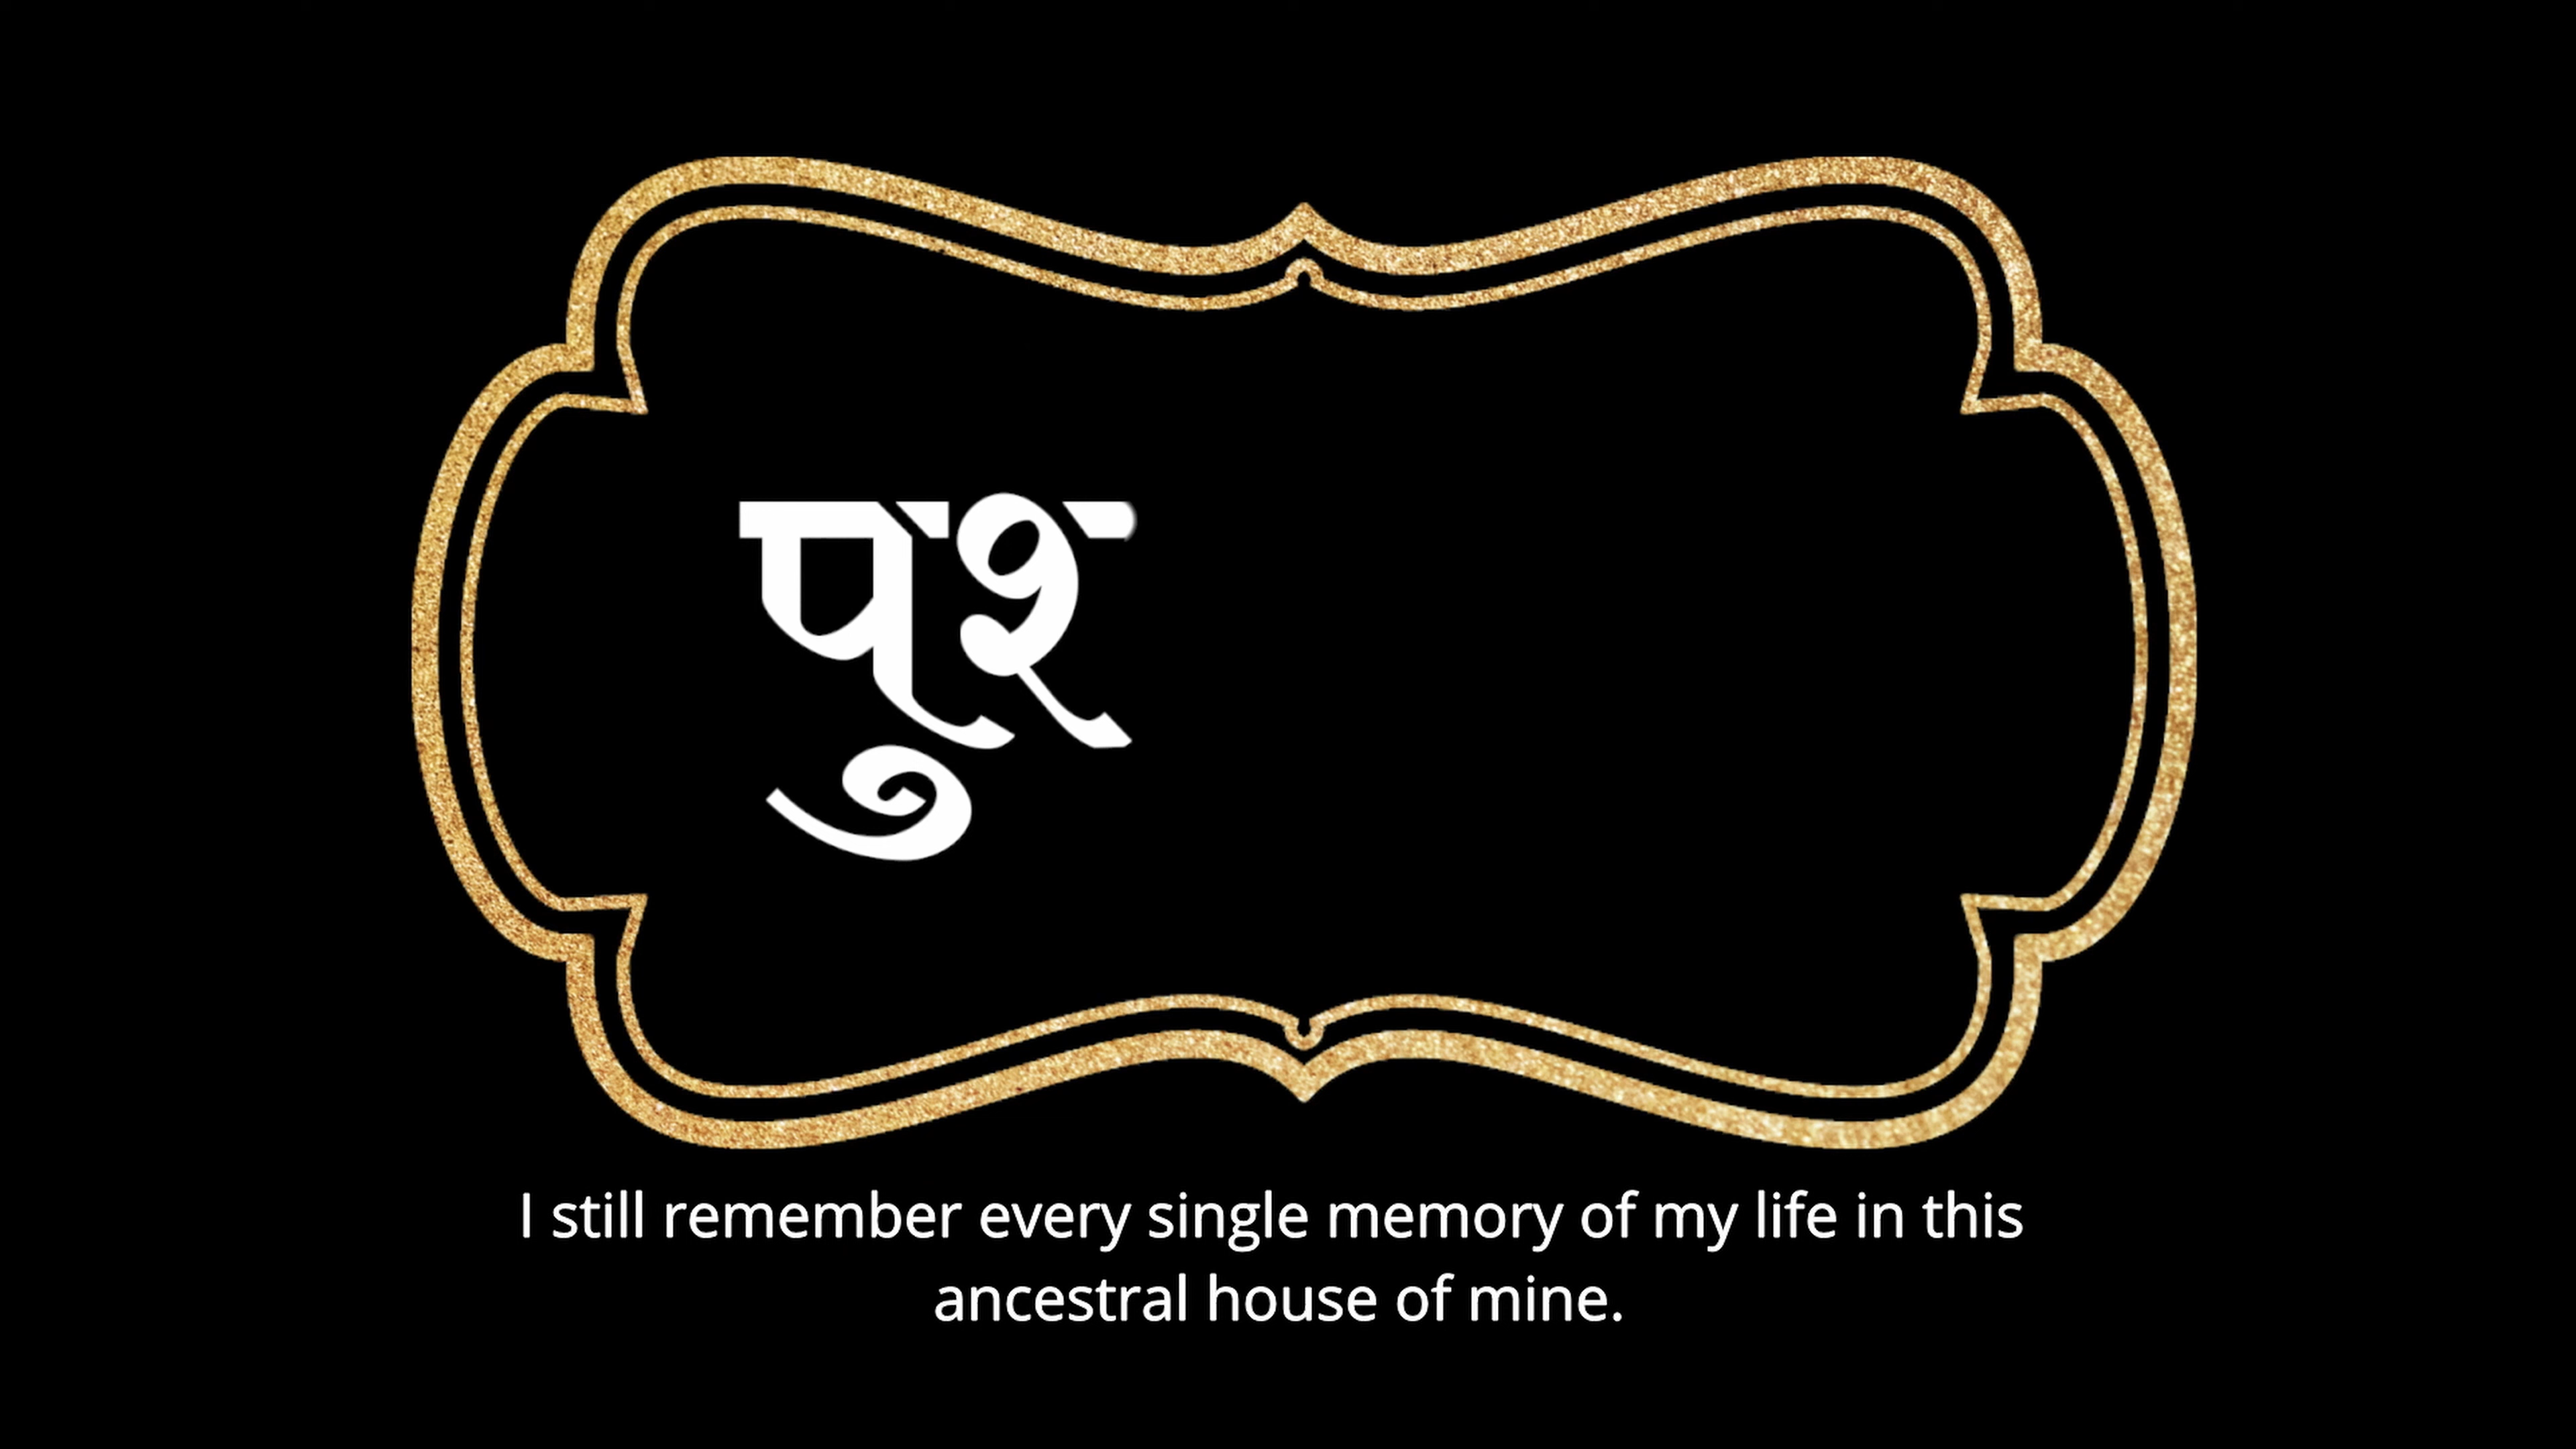 पुश
I still remember every single memory of my life in this
ancestral house of mine.